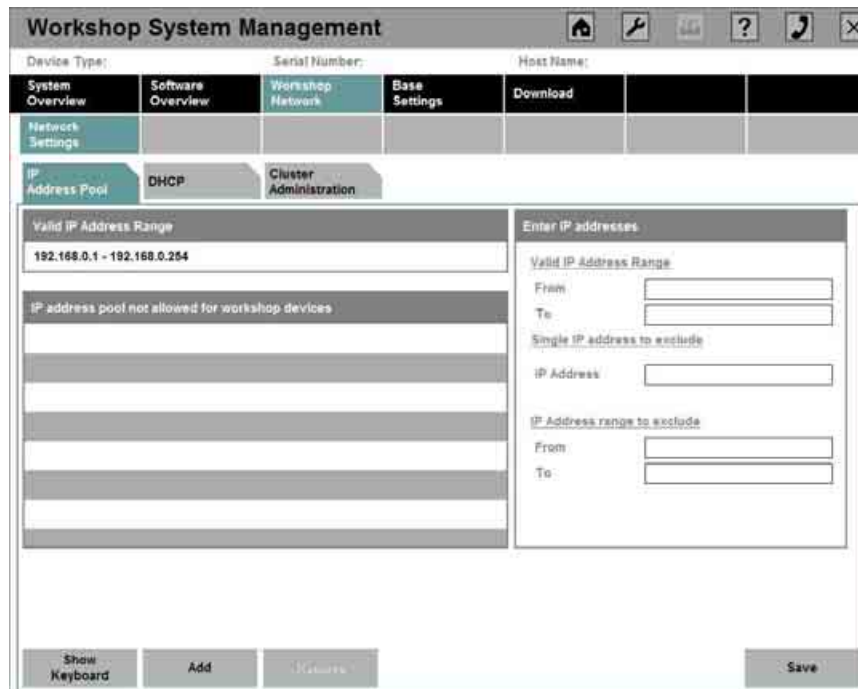 Workshop System Management
?
Device Type: Serial Number: Host Name:
System Overview
Software Overview
Workshop Network
Base Settings
Download
Network Settings
IP Address Pool
DHCP
Cluster Administration
Valid IP Address Range
192.168.0.1 - 192.168.0.254
IP address pool not allowed for workshop devices
Enter IP addresses
Valid IP Address Range
From
To
Single IP address to exclude
IP Address
IP Address range to exclude
From
To
Show Keyboard
Add
Remove
Save